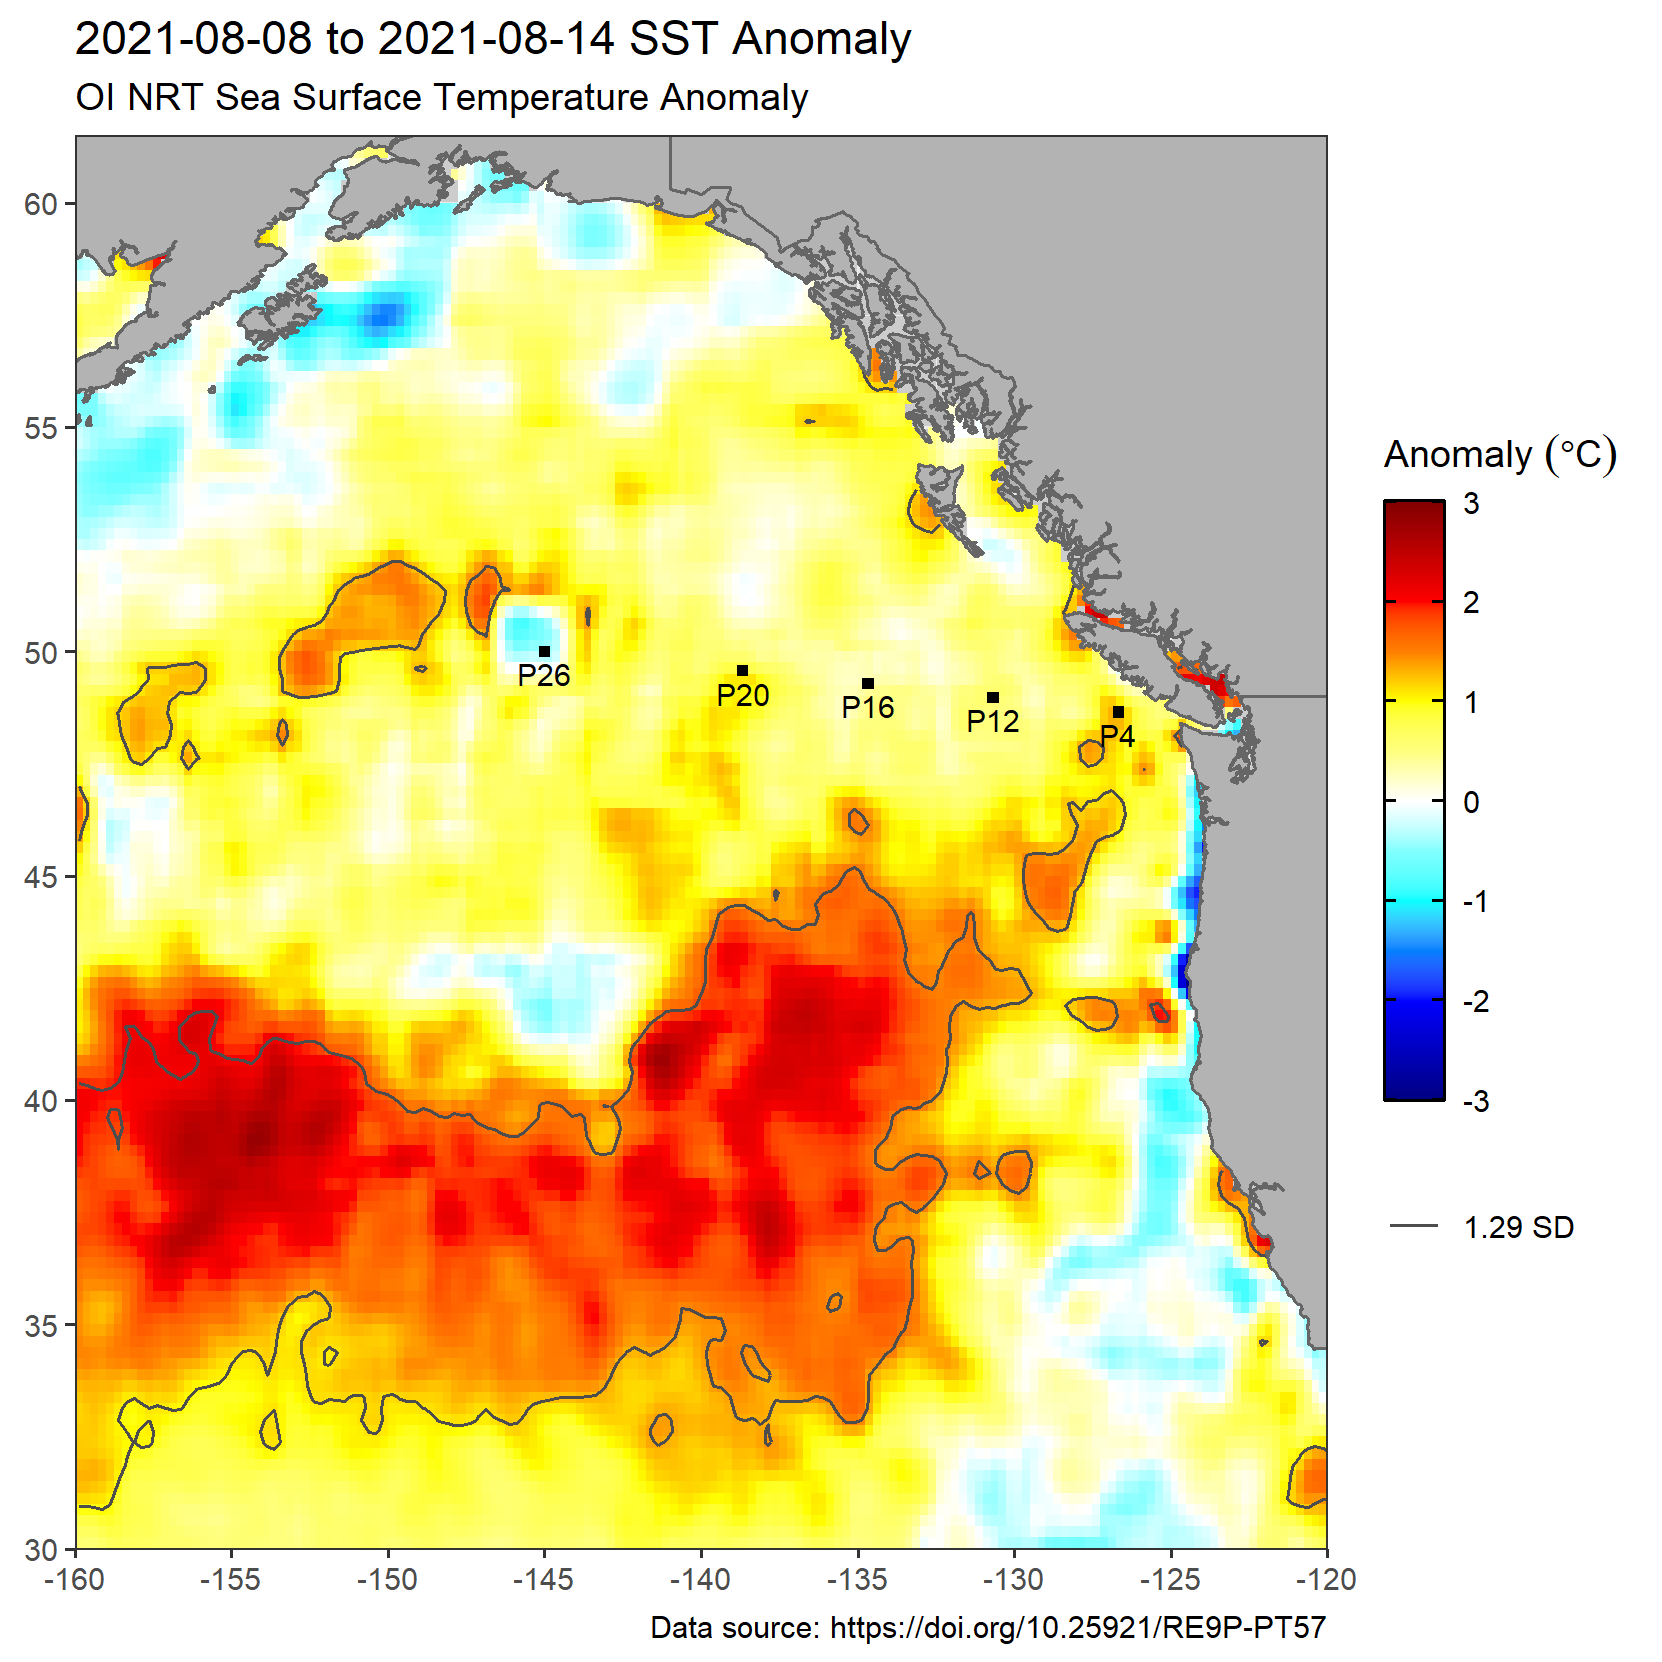 2021-08-08 to 2021-08-14 SST Anomaly
OI NRT Sea Surface Temperature Anomaly
60
55
50
45
40
35
30
-160
-155
-150
-145
-140
-135
-130
-125
-120
P26
P20
P16
P12
P4
Anomaly (°C)
3
2
1
0
-1
-2
-3
1.29 SD
Data source: https://doi.org/10.25921/RE9P-PT57